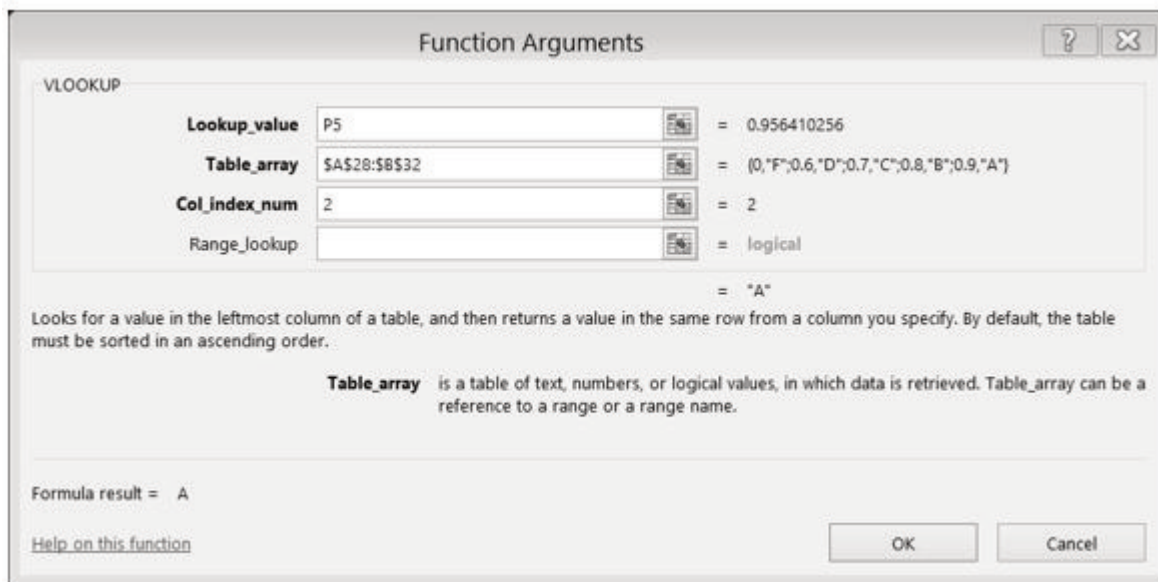 Function Arguments
VLOOKUP
Lookup_value P5 = 0.956410256
Table_array $A$28:$B$32 = {0,"F";0.6,"D";0.7,"C";0.8,"B";0.9,"A"}
Col_index_num 2 = 2
Range_lookup = logical
= "A"
Looks for a value in the leftmost column of a table, and then returns a value in the same row from a column you specify. By default, the table
must be sorted in an ascending order.
Table_array is a table of text, numbers, or logical values, in which data is retrieved. Table_array can be a
reference to a range or a range name.
Formula result = A
Help on this function OK Cancel